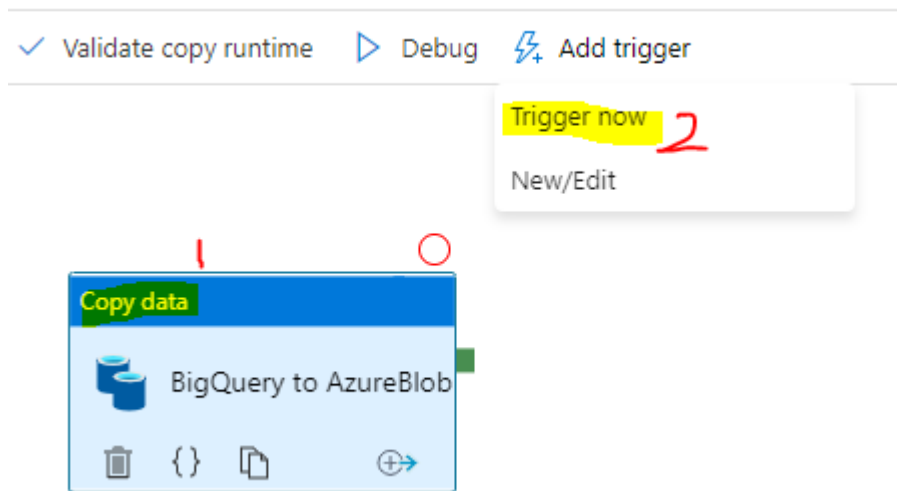 Validate copy runtime Debug Add trigger
Trigger now 2
New/Edit
1
Copy data
BigQuery to AzureBlob
{}